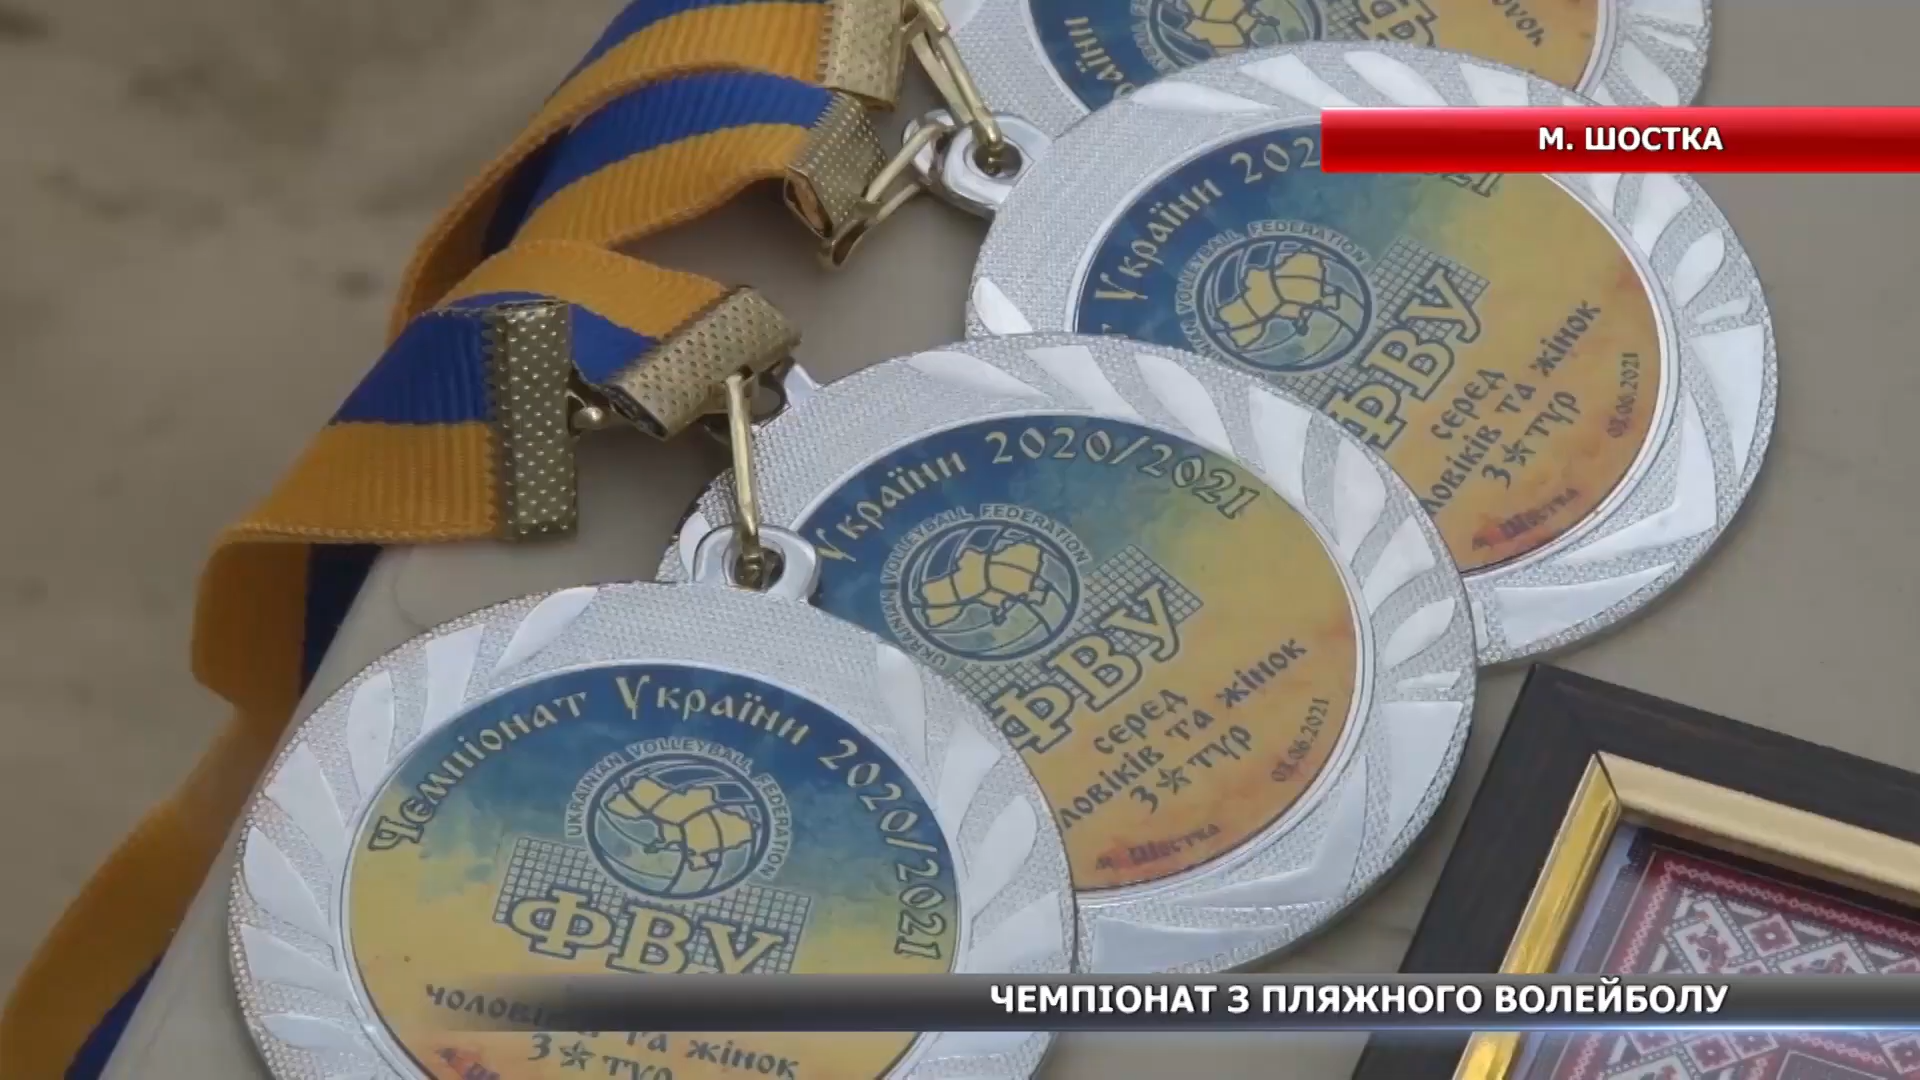 раїни
М. ШОСТКА
України 202
UKRAINIAN VOLLEYBALL FEDERATION
ФВУ
серед
чоловіків та жінок
3☆тур
м. Шостка
03.06.2021
України 2020/2021
UKRAINIAN VOLLEYBALL FEDERATION
ФВУ
серед
чоловіків та жінок
3☆тур
м. Шостка
03.06.2021
Чемпіонат України 2020/2021
UKRAINIAN VOLLEYBALL FEDERATION
ФВУ
чоловіків та жінок
3☆тур
ЧЕМПІОНАТ З ПЛЯЖНОГО ВОЛЕЙБОЛУ